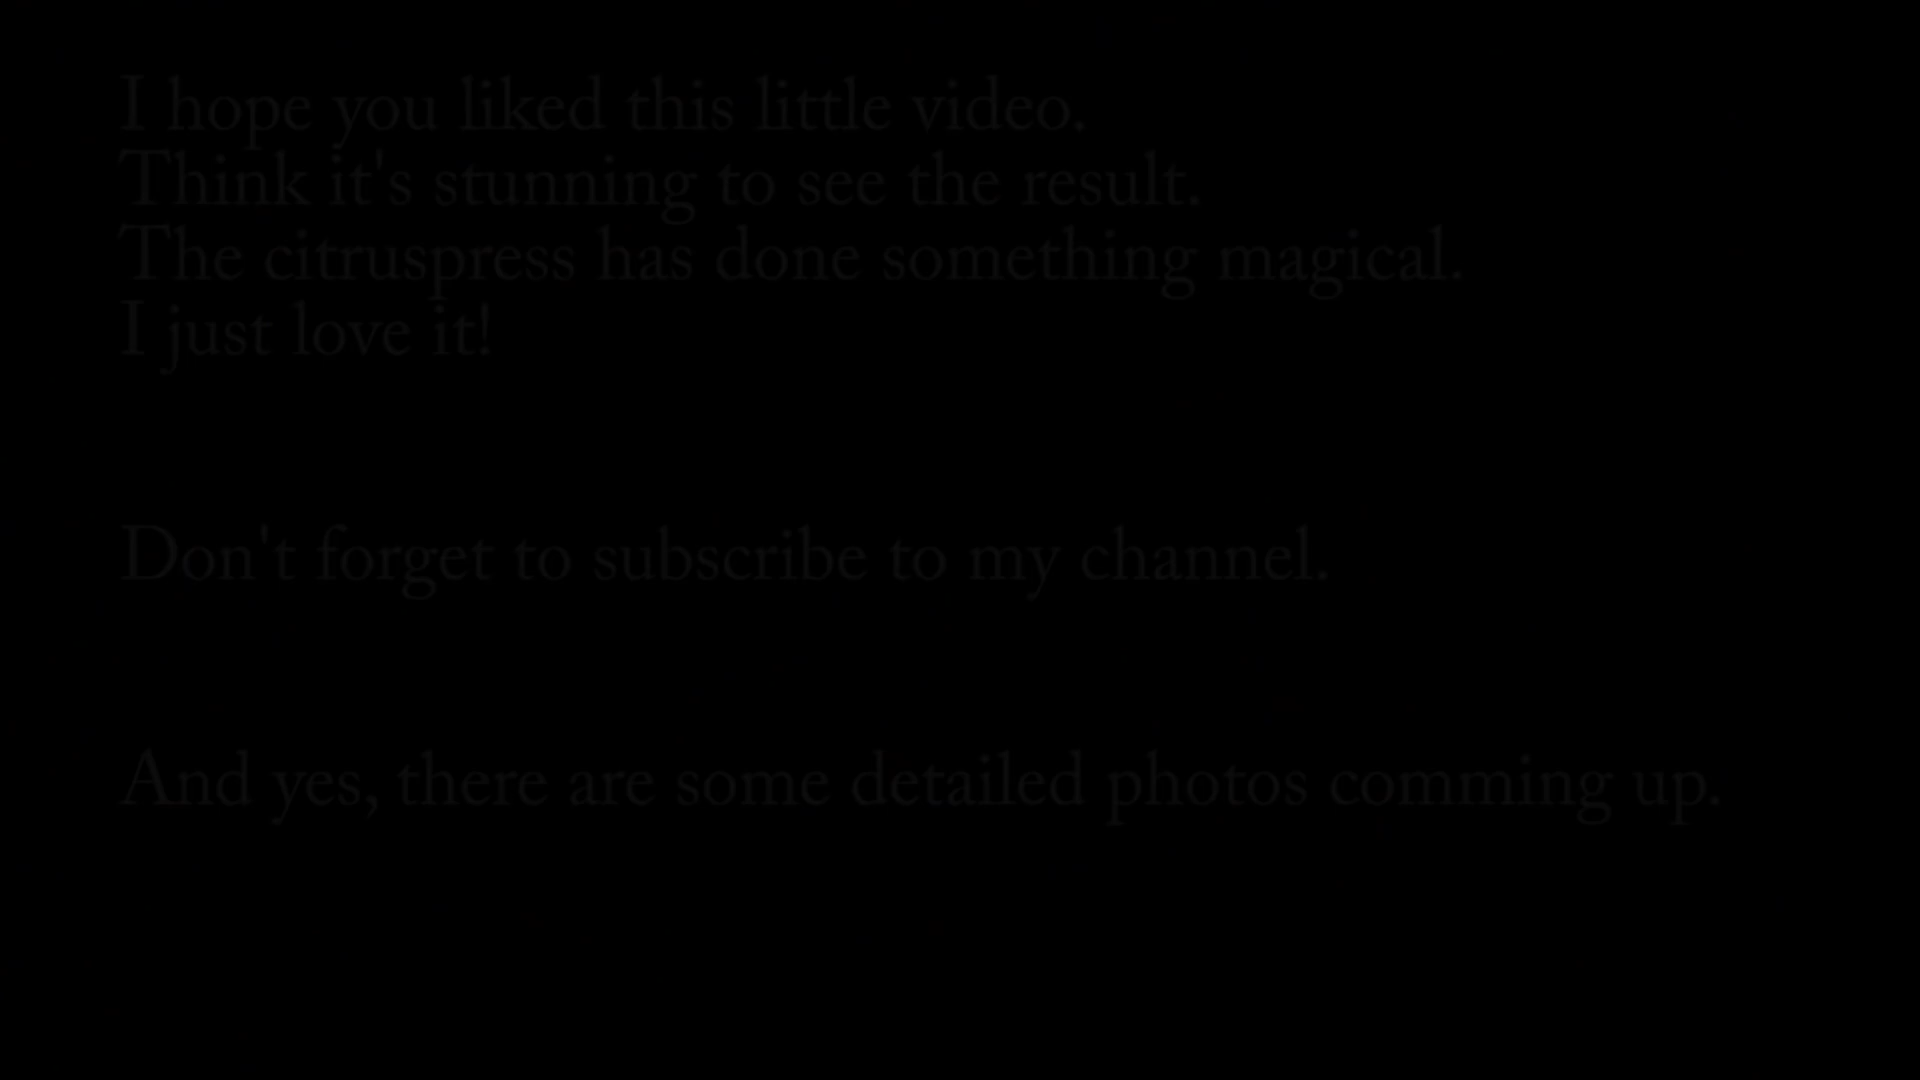 I hope you liked this little video.
Think it's stunning to see the result.
The citruspress has done something magical.
I just love it!
Don't forget to subscribe to my channel.
And yes, there are some detailed photos comming up.